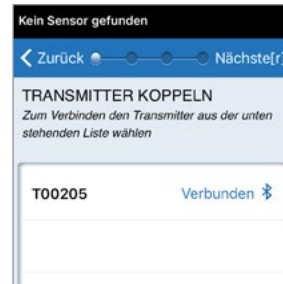 Kein Sensor gefunden
Zurück Nächste[r]
TRANSMITTER KOPPELN
Zum Verbinden den Transmitter aus der unten
stehenden Liste wählen
T00205 Verbunden